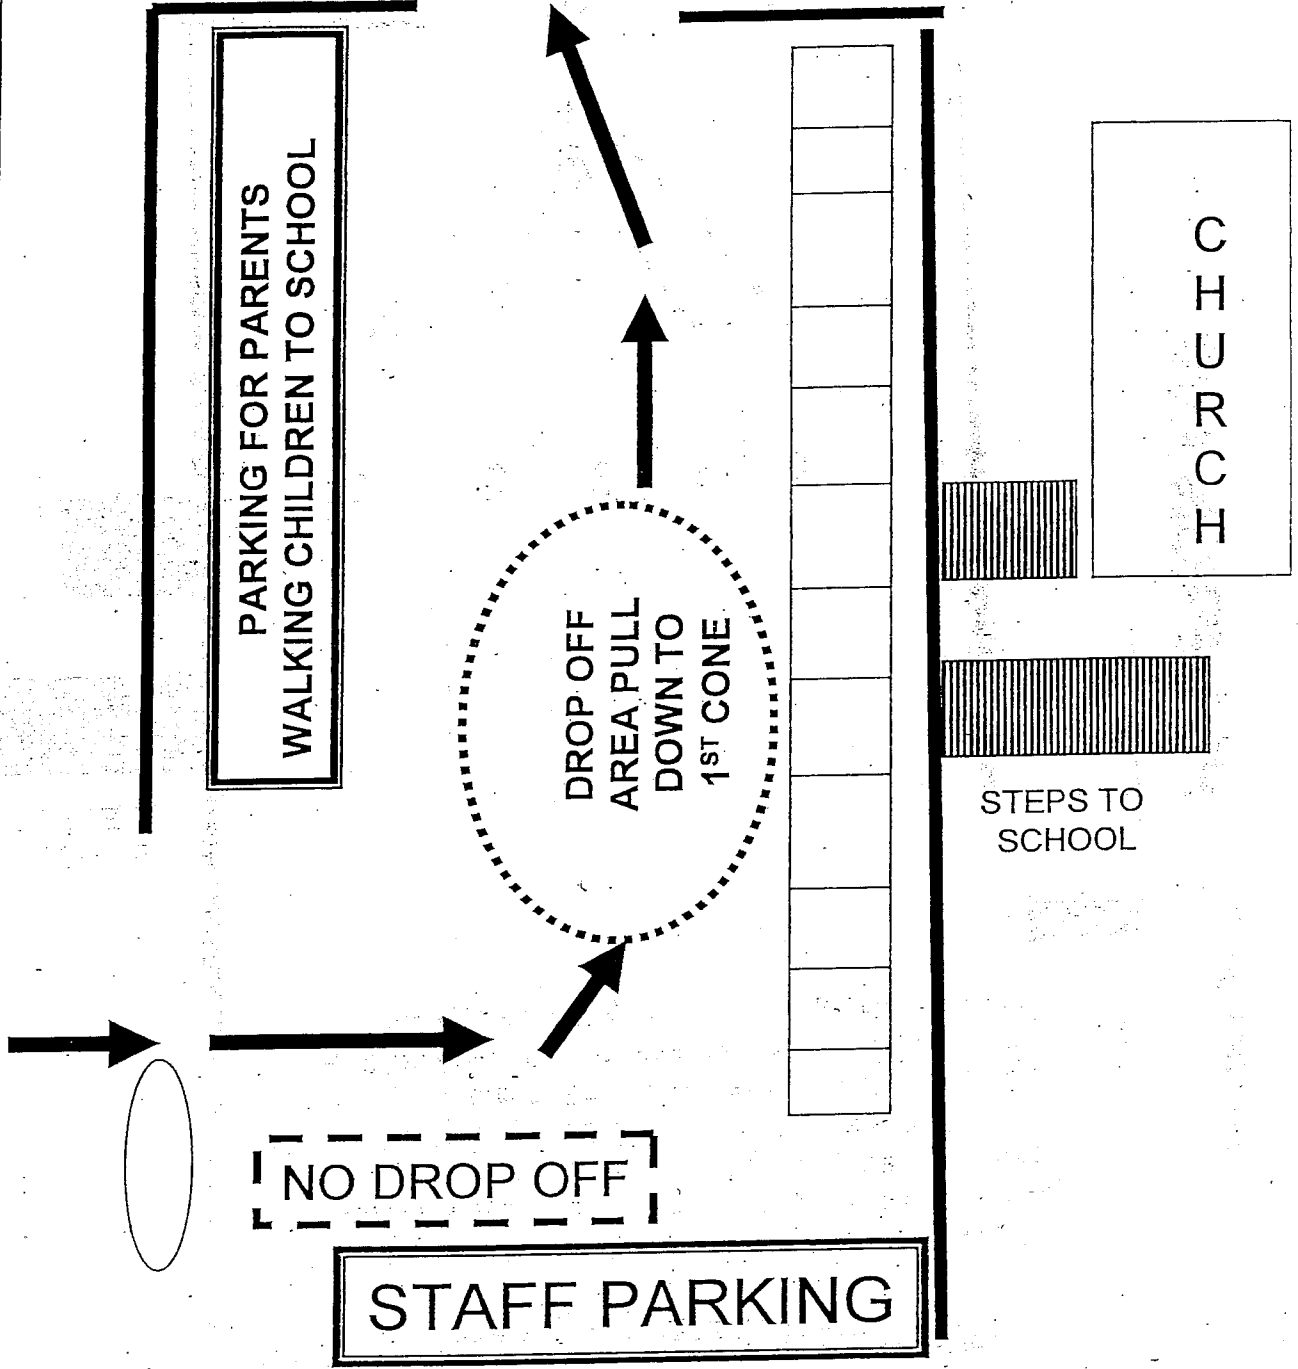 PARKING FOR PARENTS
WALKING CHILDREN TO SCHOOL
CHURCH
DROP OFF
AREA PULL
DOWN TO
1ST CONE
STEPS TO
SCHOOL
NO DROP OFF
STAFF PARKING